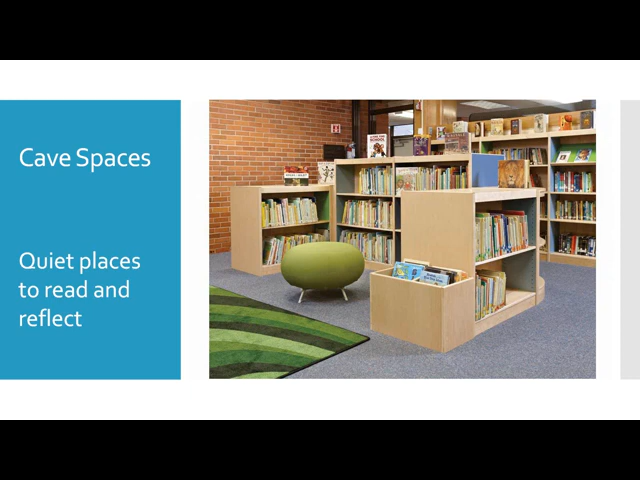 Cave Spaces
Quiet places
to read and
reflect